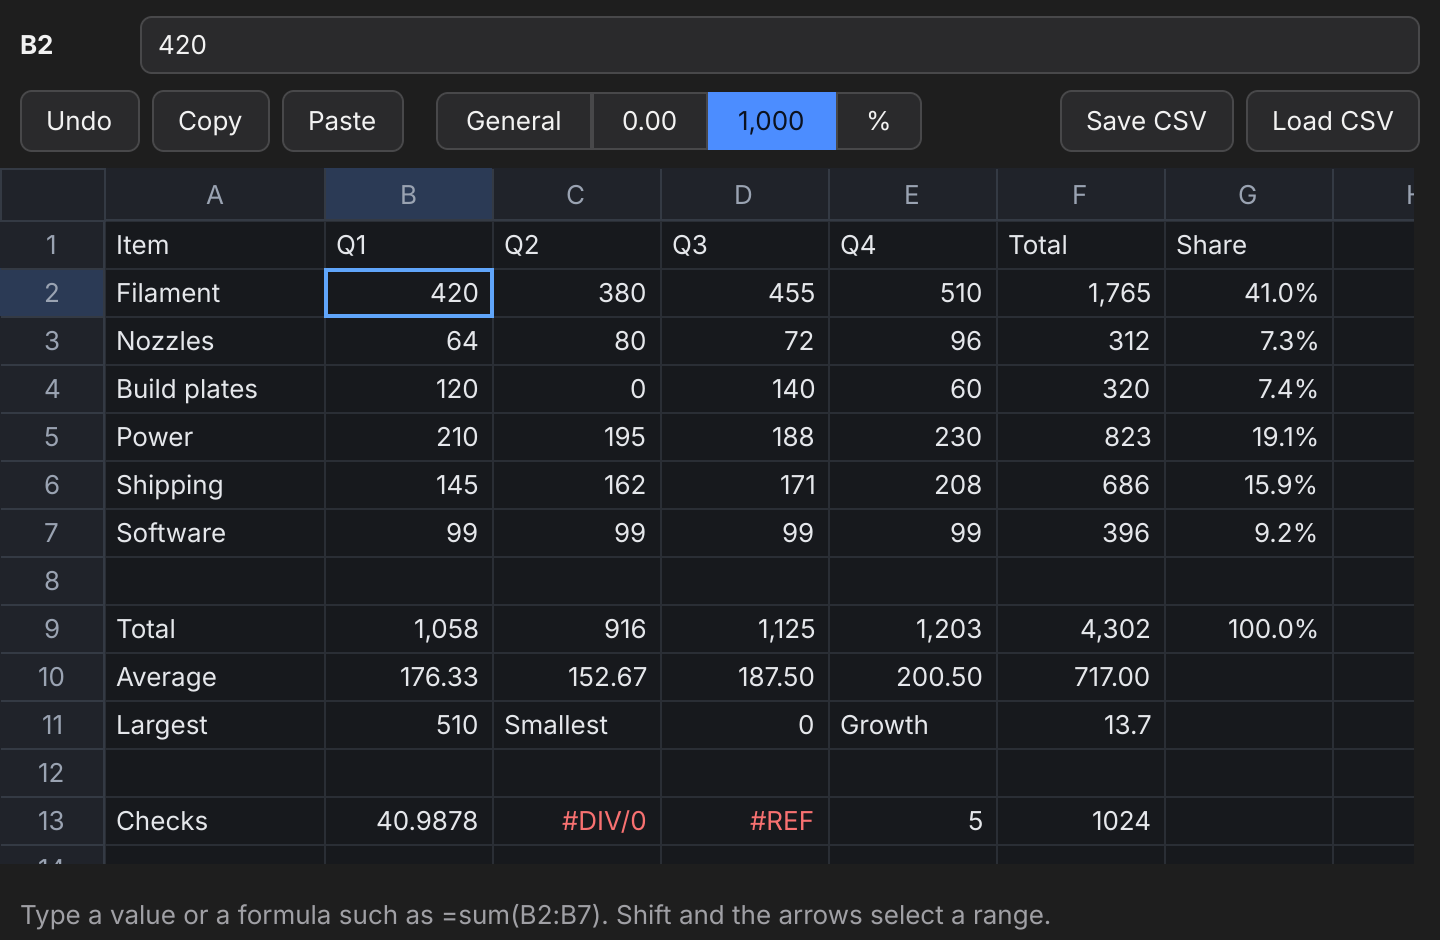 B2 420
Undo Copy Paste General 0.00 1,000 % Save CSV Load CSV
A B C D E F G H
1 Item Q1 Q2 Q3 Q4 Total Share
2 Filament 420 380 455 510 1,765 41.0%
3 Nozzles 64 80 72 96 312 7.3%
4 Build plates 120 0 140 60 320 7.4%
5 Power 210 195 188 230 823 19.1%
6 Shipping 145 162 171 208 686 15.9%
7 Software 99 99 99 99 396 9.2%
8
9 Total 1,058 916 1,125 1,203 4,302 100.0%
10 Average 176.33 152.67 187.50 200.50 717.00
11 Largest 510 Smallest 0 Growth 13.7
12
13 Checks 40.9878 #DIV/0 #REF 5 1024
14
Type a value or a formula such as =sum(B2:B7). Shift and the arrows select a range.